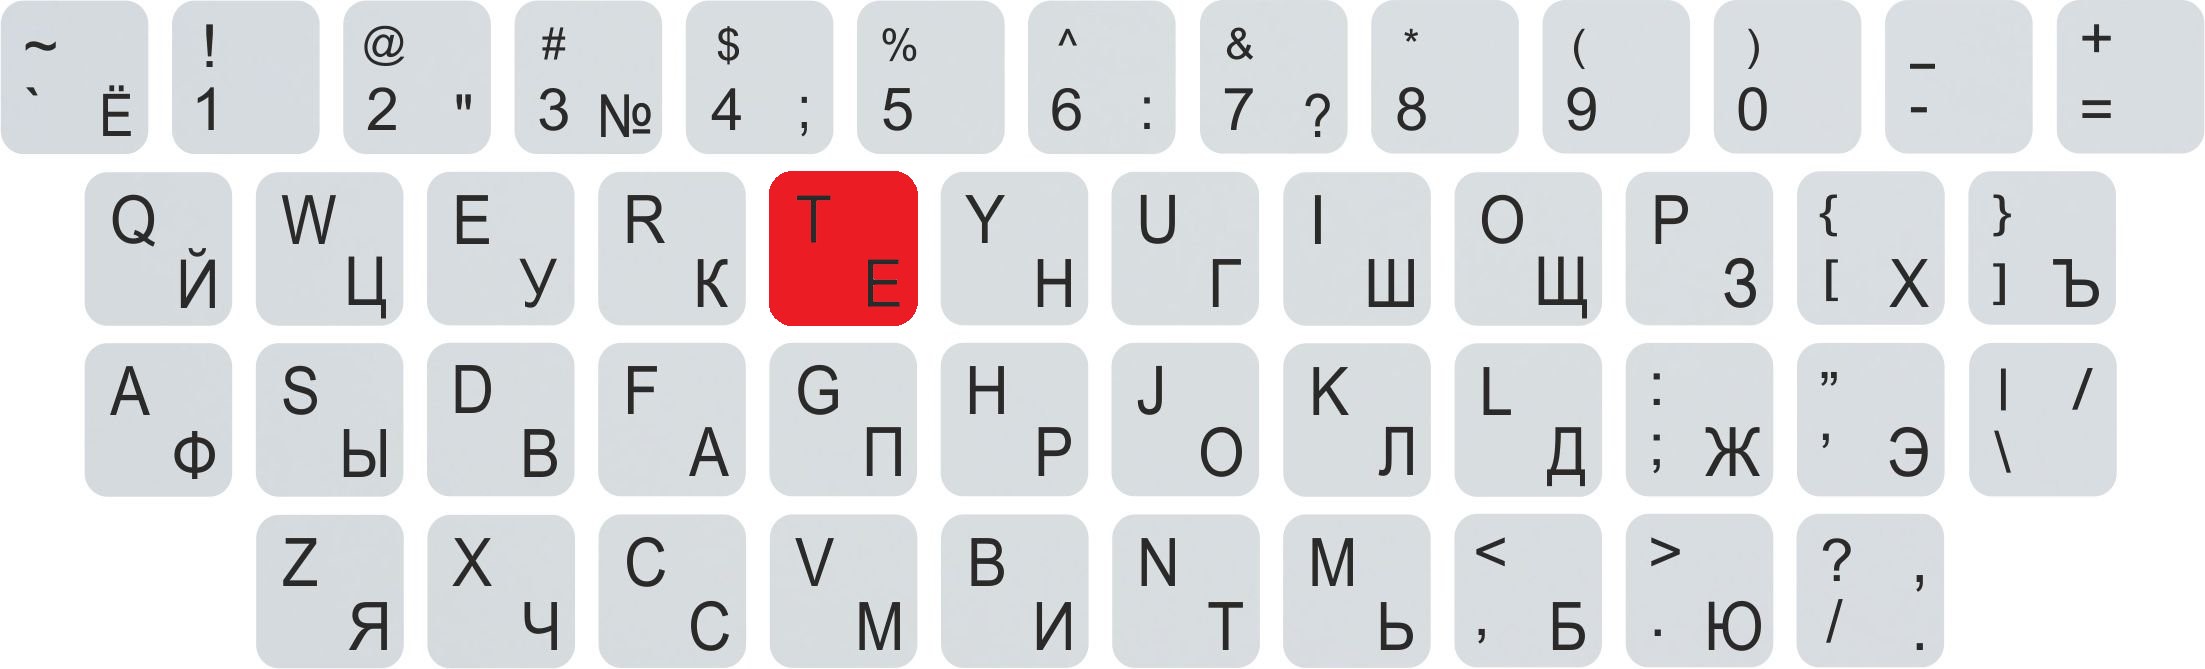 ~ ! @ # $ % ^ & * ( ) _ +
` Ё 1 2 " 3 № 4 ; 5 6 : 7 ? 8 9 0 - =
Q W E R T Y U I O P { }
Й Ц У К Е Н Г Ш Щ З [ Х ] Ъ
A S D F G H J K L : ” | /
Ф Ы В А П Р О Л Д ; Ж ’ Э \
Z X C V B N M < > ? ,
Я Ч С М И Т Ь , Б . Ю / .